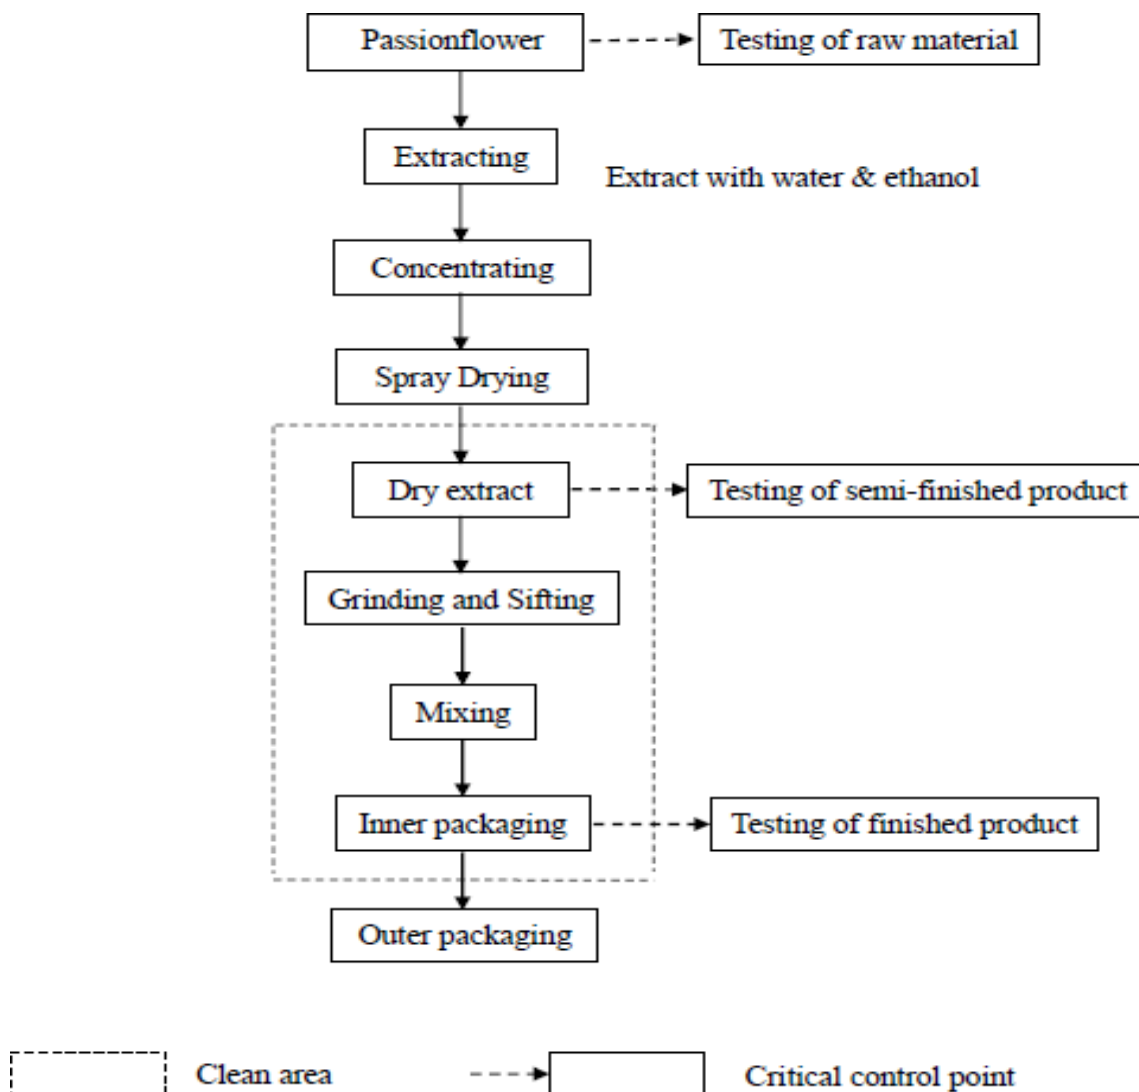 Passionflower
Testing of raw material
Extracting
Extract with water & ethanol
Concentrating
Spray Drying
Dry extract
Testing of semi-finished product
Grinding and Sifting
Mixing
Inner packaging
Testing of finished product
Outer packaging
Clean area
Critical control point